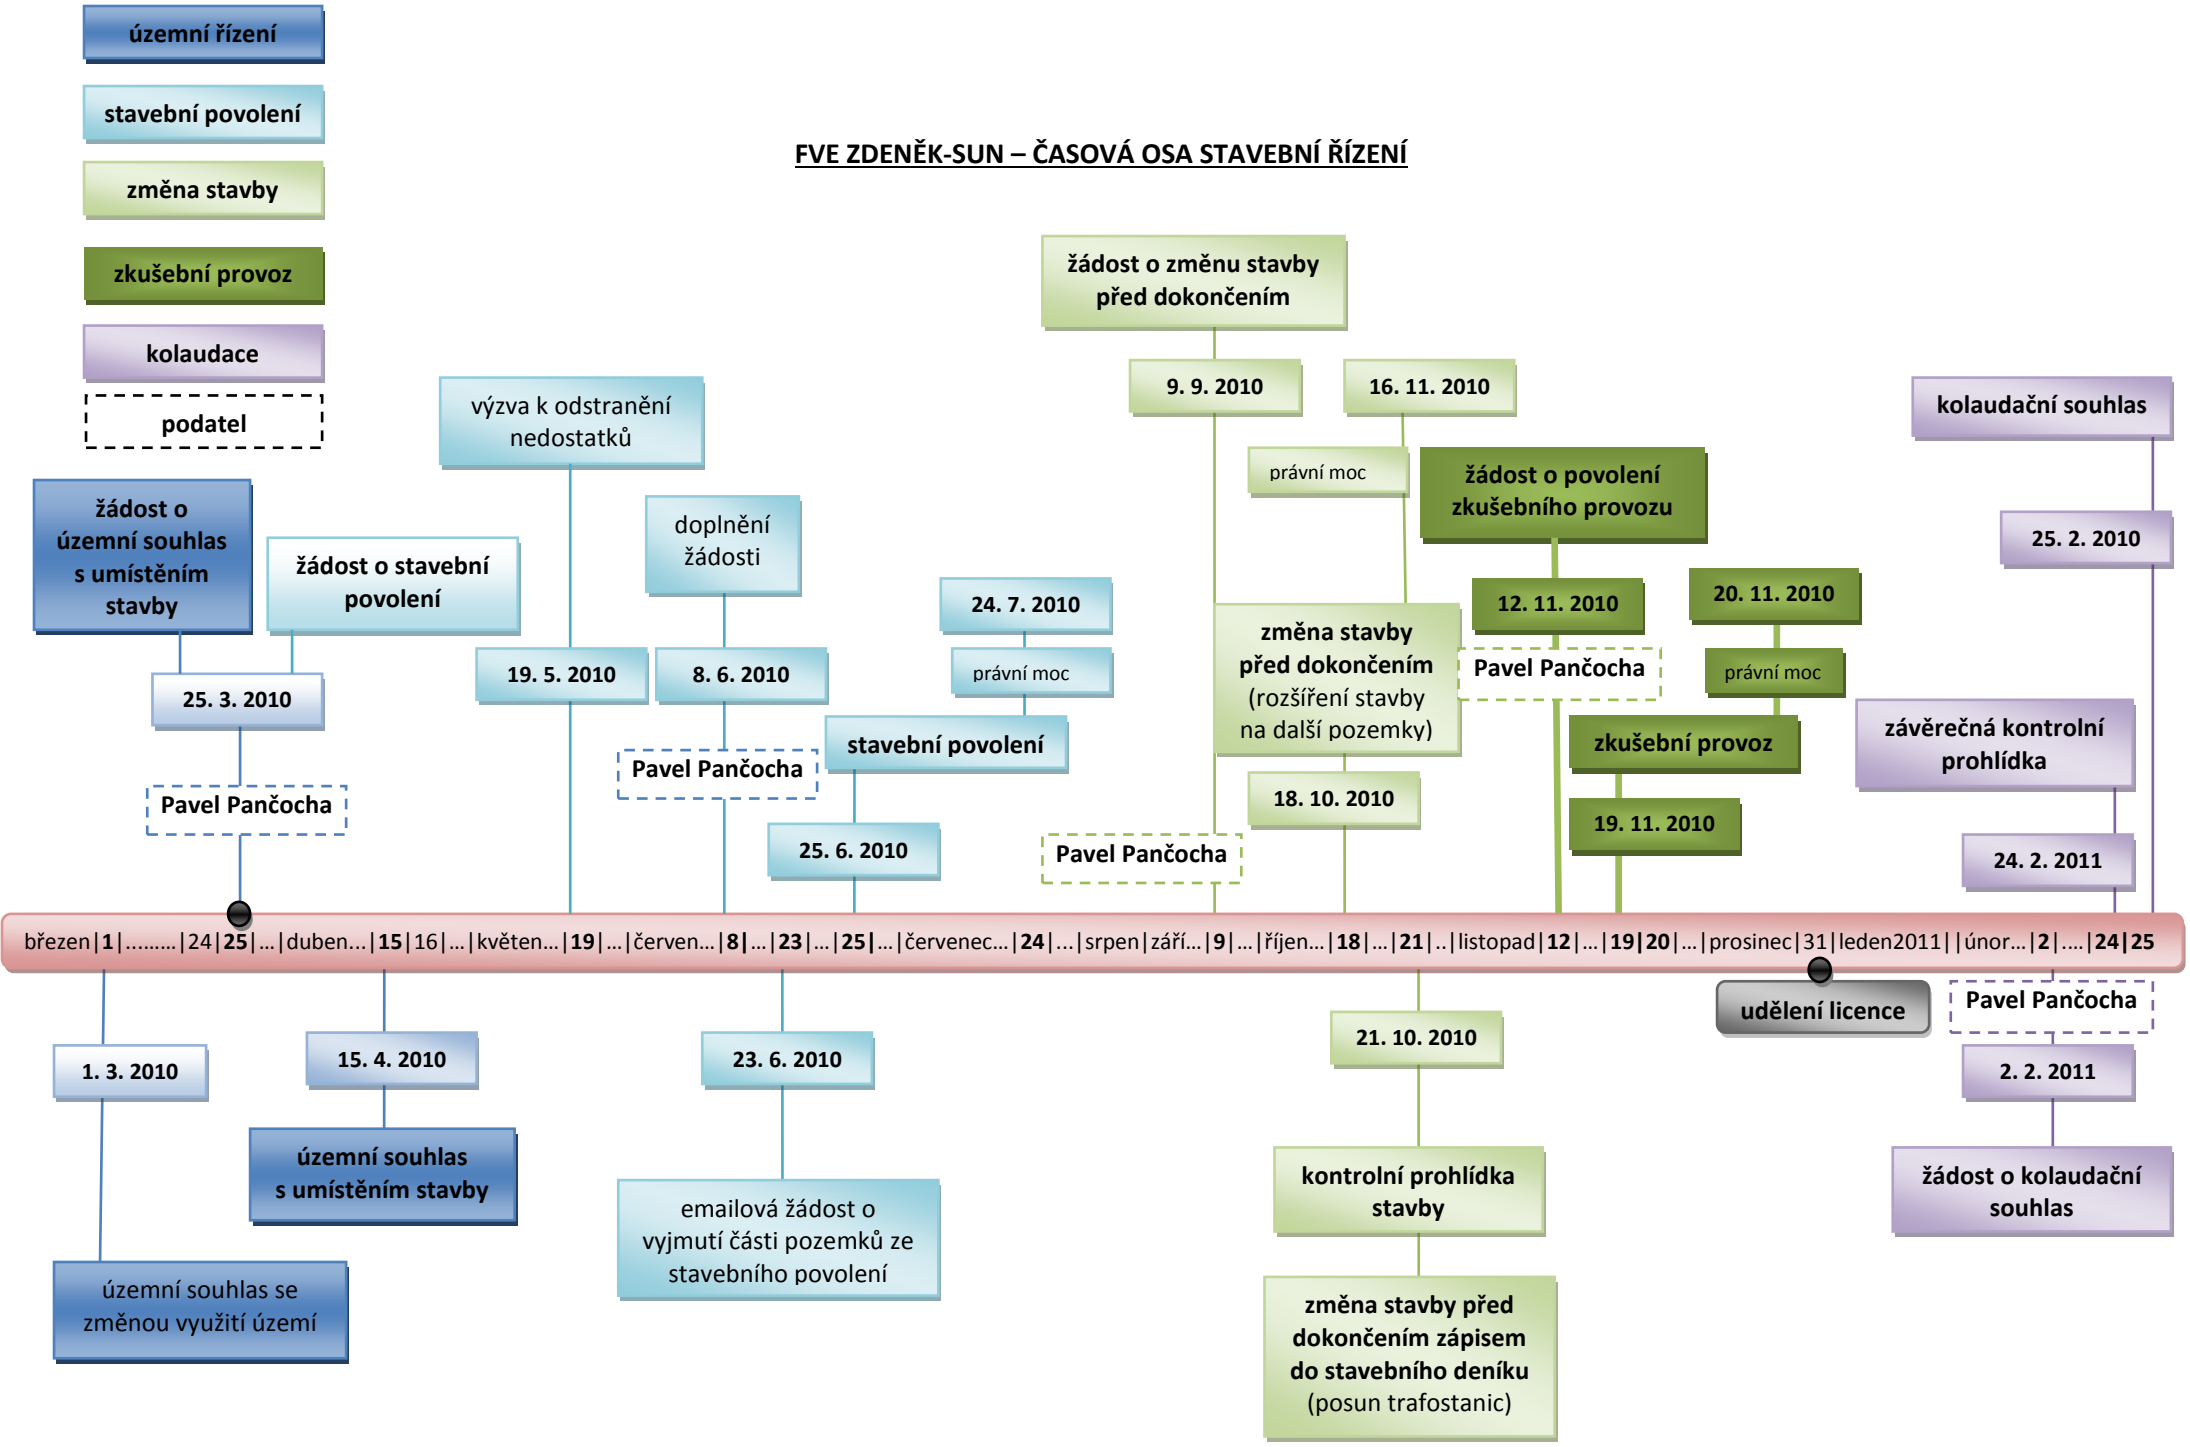 územní řízení
stavební povolení
změna stavby
zkušební provoz
kolaudace
podatel
FVE ZDENĚK-SUN – ČASOVÁ OSA STAVEBNÍ ŘÍZENÍ
žádost o
územní souhlas
s umístěním
stavby
žádost o stavební
povolení
25. 3. 2010
Pavel Pančocha
výzva k odstranění
nedostatků
19. 5. 2010
doplnění
žádosti
8. 6. 2010
Pavel Pančocha
24. 7. 2010
právní moc
stavební povolení
25. 6. 2010
žádost o změnu stavby
před dokončením
9. 9. 2010
Pavel Pančocha
16. 11. 2010
právní moc
změna stavby
před dokončením
(rozšíření stavby
na další pozemky)
18. 10. 2010
žádost o povolení
zkušebního provozu
12. 11. 2010
Pavel Pančocha
20. 11. 2010
právní moc
zkušební provoz
19. 11. 2010
kolaudační souhlas
25. 2. 2010
závěrečná kontrolní
prohlídka
24. 2. 2011
březen|1|.........|24|25|...|duben...|15|16|...|květen...|19|...|červen...|8|...|23|...|25|...|červenec...|24|...|srpen|září...|9|...|říjen...|18|...|21|..|listopad|12|...|19|20|...|prosinec|31|leden2011||únor...|2|....|24|25
1. 3. 2010
územní souhlas se
změnou využití území
15. 4. 2010
územní souhlas
s umístěním stavby
23. 6. 2010
emailová žádost o
vyjmutí části pozemků ze
stavebního povolení
21. 10. 2010
kontrolní prohlídka
stavby
změna stavby před
dokončením zápisem
do stavebního deníku
(posun trafostanic)
udělení licence
Pavel Pančocha
2. 2. 2011
žádost o kolaudační
souhlas